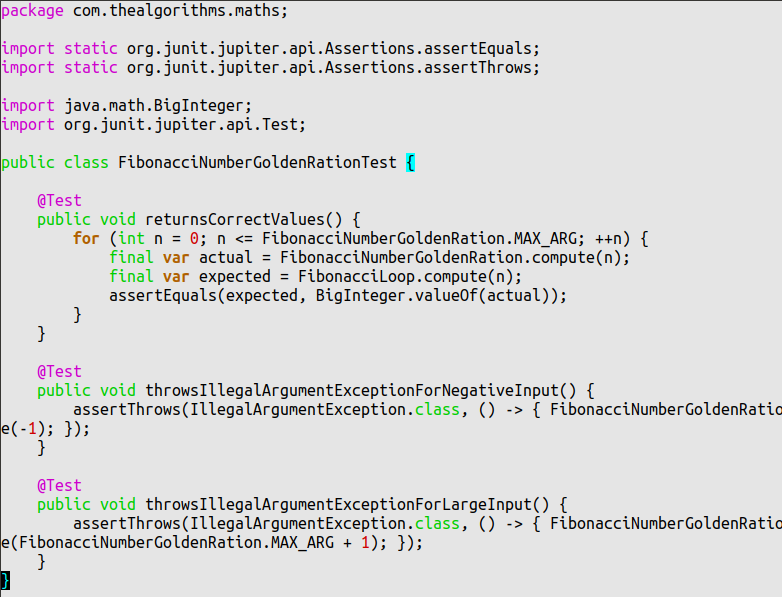 package com.thealgorithms.maths;
import static org.junit.jupiter.api.Assertions.assertEquals;
import static org.junit.jupiter.api.Assertions.assertThrows;
import java.math.BigInteger;
import org.junit.jupiter.api.Test;
public class FibonacciNumberGoldenRationTest {
@Test
public void returnsCorrectValues() {
for (int n = 0; n <= FibonacciNumberGoldenRation.MAX_ARG; ++n) {
final var actual = FibonacciNumberGoldenRation.compute(n);
final var expected = FibonacciLoop.compute(n);
assertEquals(expected, BigInteger.valueOf(actual));
}
}
@Test
public void throwsIllegalArgumentExceptionForNegativeInput() {
assertThrows(IllegalArgumentException.class, () -> { FibonacciNumberGoldenRatio
e(-1); });
}
@Test
public void throwsIllegalArgumentExceptionForLargeInput() {
assertThrows(IllegalArgumentException.class, () -> { FibonacciNumberGoldenRatio
e(FibonacciNumberGoldenRation.MAX_ARG + 1); });
}
}